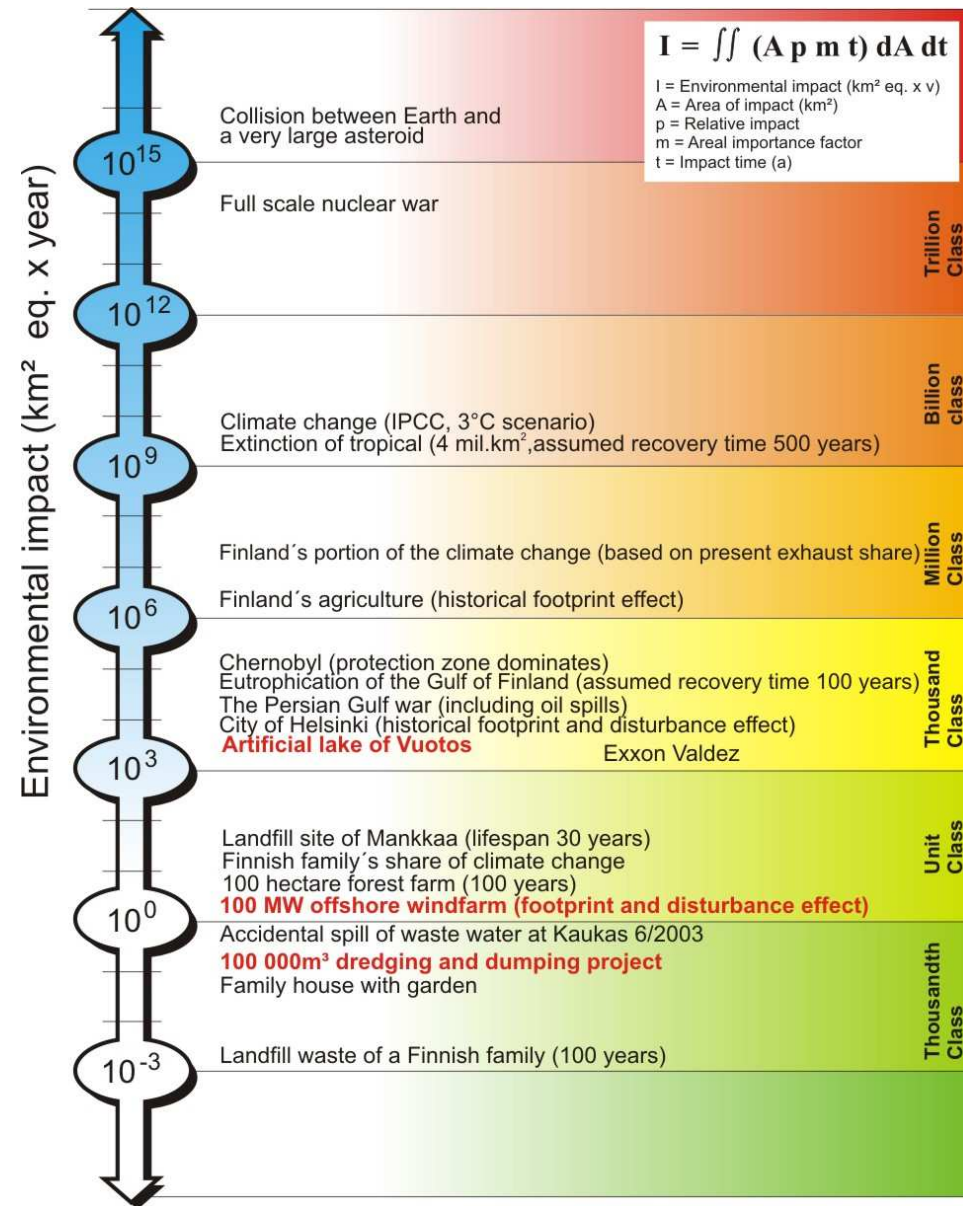 I = ∫∫ (A p m t) dA dt
I = Environmental impact (km² eq. x v)
A = Area of impact (km²)
p = Relative impact
m = Areal importance factor
t = Impact time (a)
Environmental impact (km² eq. x year)
Collision between Earth and
a very large asteroid
10¹⁵
Full scale nuclear war
Trillion
Class
10¹²
Billion
class
Climate change (IPCC, 3°C scenario)
Extinction of tropical (4 mil.km²,assumed recovery time 500 years)
10⁹
Million
Class
Finland´s portion of the climate change (based on present exhaust share)
Finland´s agriculture (historical footprint effect)
10⁶
Thousand
Class
Chernobyl (protection zone dominates)
Eutrophication of the Gulf of Finland (assumed recovery time 100 years)
The Persian Gulf war (including oil spills)
City of Helsinki (historical footprint and disturbance effect)
Artificial lake of Vuotos
Exxon Valdez
10³
Unit
Class
Landfill site of Mankkaa (lifespan 30 years)
Finnish family´s share of climate change
100 hectare forest farm (100 years)
100 MW offshore windfarm (footprint and disturbance effect)
10⁰
Accidental spill of waste water at Kaukas 6/2003
100 000m³ dredging and dumping project
Family house with garden
Thousandth
Class
Landfill waste of a Finnish family (100 years)
10⁻³